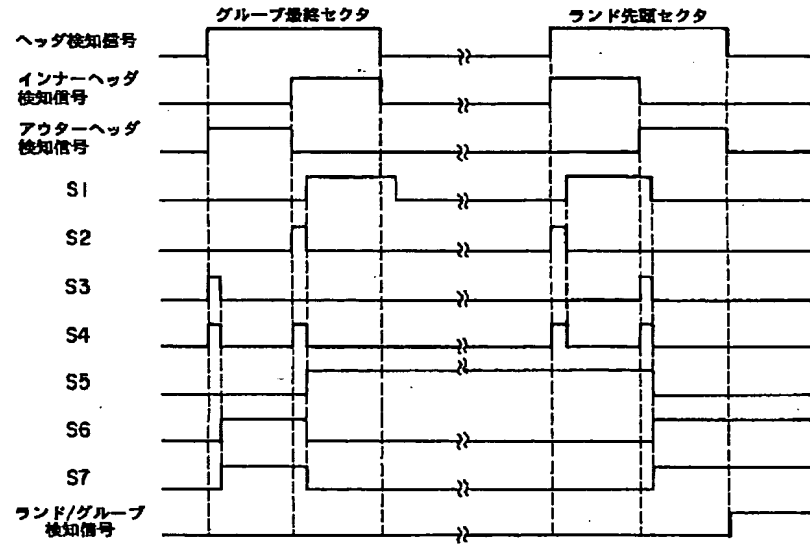 グループ最終セクタ
ランド先頭セクタ
ヘッダ検知信号
インナーヘッダ
検知信号
アウターヘッダ
検知信号
S1
S2
S3
S4
S5
S6
S7
ランド/グループ
検知信号